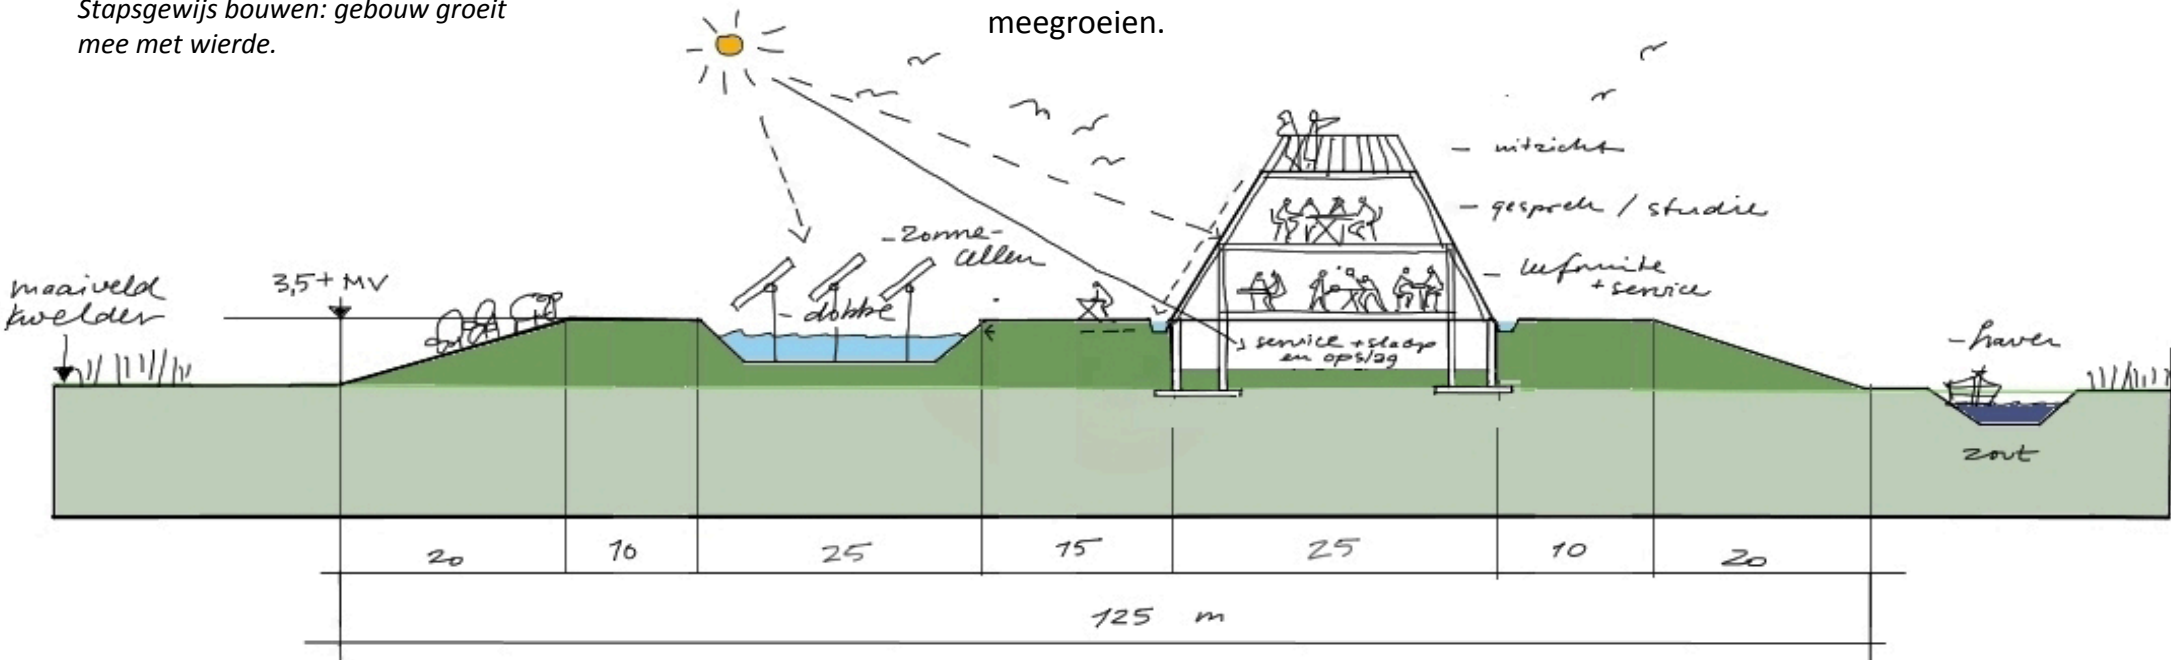 Stapsgewijs bouwen: gebouw groeit
mee met wierde.
meegroeien.
- uitzicht
- gesprek / studie
- zonne-
cellen
- leefruimte
+ service
maaiveld
kwelder
3,5 + MV
- dobbe
service + slaap
en opslag
- haven
zout
20 10 25 15 25 10 20
125 m